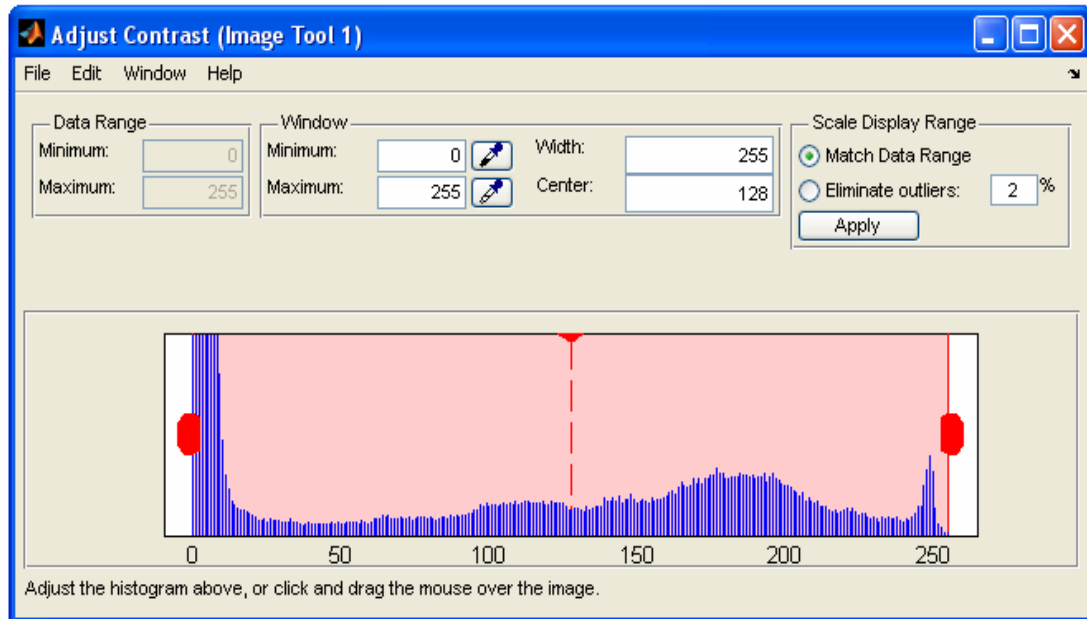 Adjust Contrast (Image Tool 1)
File Edit Window Help
Data Range
Minimum: 0
Maximum: 255
Window
Minimum: 0
Maximum: 255
Width: 255
Center: 128
Scale Display Range
Match Data Range
Eliminate outliers: 2 %
Apply
0 50 100 150 200 250
Adjust the histogram above, or click and drag the mouse over the image.